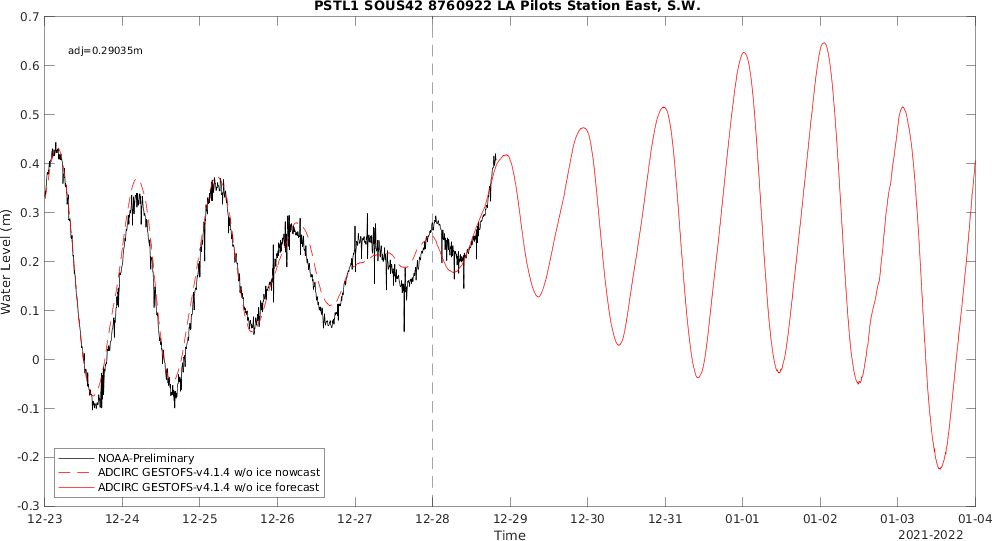 PSTL1 SOUS42 8760922 LA Pilots Station East, S.W.
adj=0.29035m
0.7
0.6
0.5
0.4
0.3
0.2
0.1
0
-0.1
-0.2
-0.3
Water Level (m)
NOAA-Preliminary
ADCIRC GESTOFS-v4.1.4 w/o ice nowcast
ADCIRC GESTOFS-v4.1.4 w/o ice forecast
12-23 12-24 12-25 12-26 12-27 12-28 12-29 12-30 12-31 01-01 01-02 01-03 01-04
Time
2021-2022